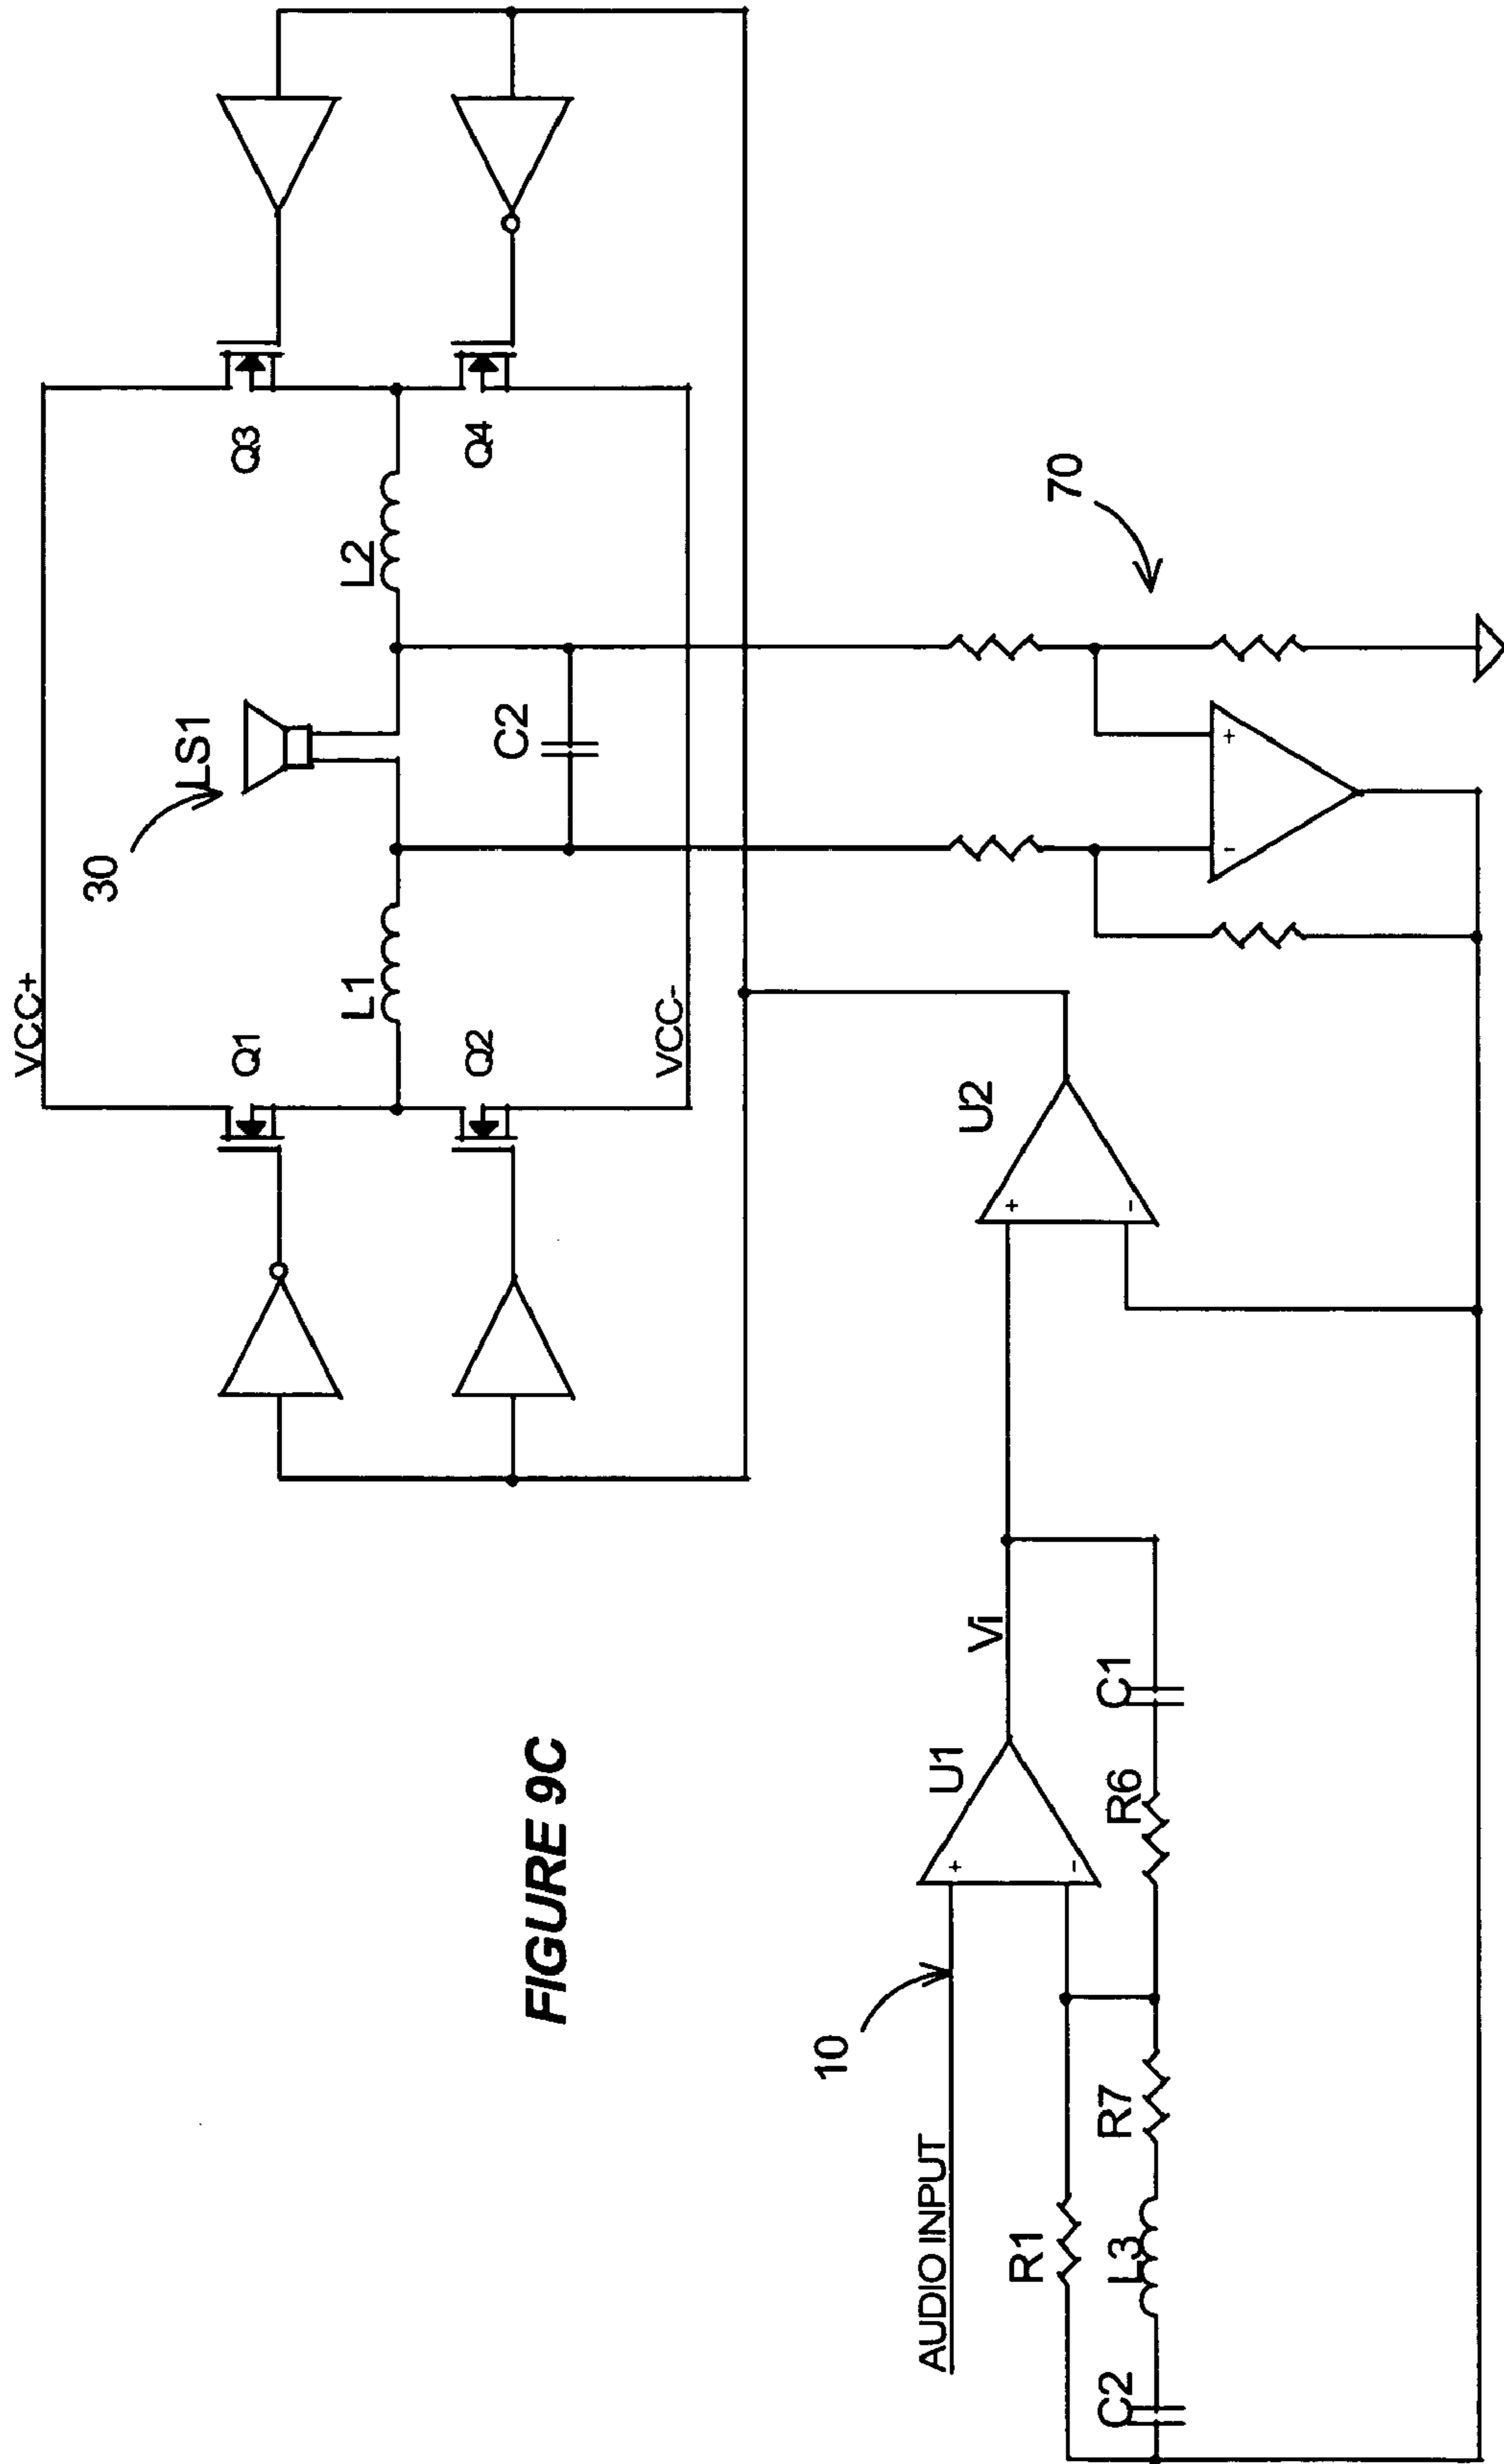 VCC+
30
LS1
Q1
Q3
L1
L2
Q2
Q4
C2
VCC-
70
U2
FIGURE 9C
10
U1
Vi
AUDIO INPUT
+
-
+
-
-
+
R1
R6
C1
C2
L3
R7